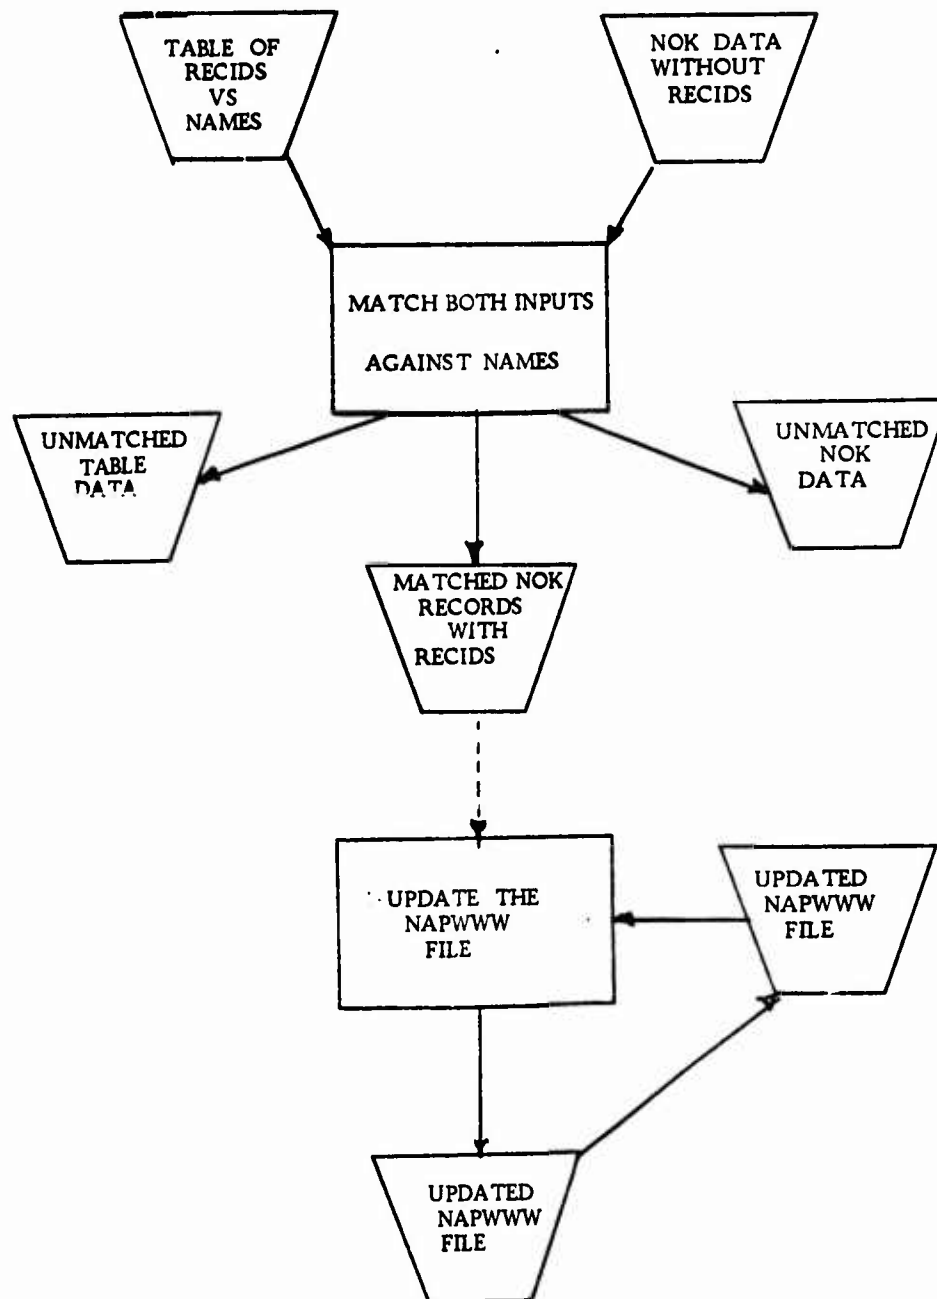 TABLE OF
RECIDS
VS
NAMES
NOK DATA
WITHOUT
RECIDS
MATCH BOTH INPUTS
AGAINST NAMES
UNMATCHED
TABLE
DATA
UNMATCHED
NOK
DATA
MATCHED NOK
RECORDS
WITH
RECIDS
UPDATE THE
NAPWWW
FILE
UPDATED
NAPWWW
FILE
UPDATED
NAPWWW
FILE